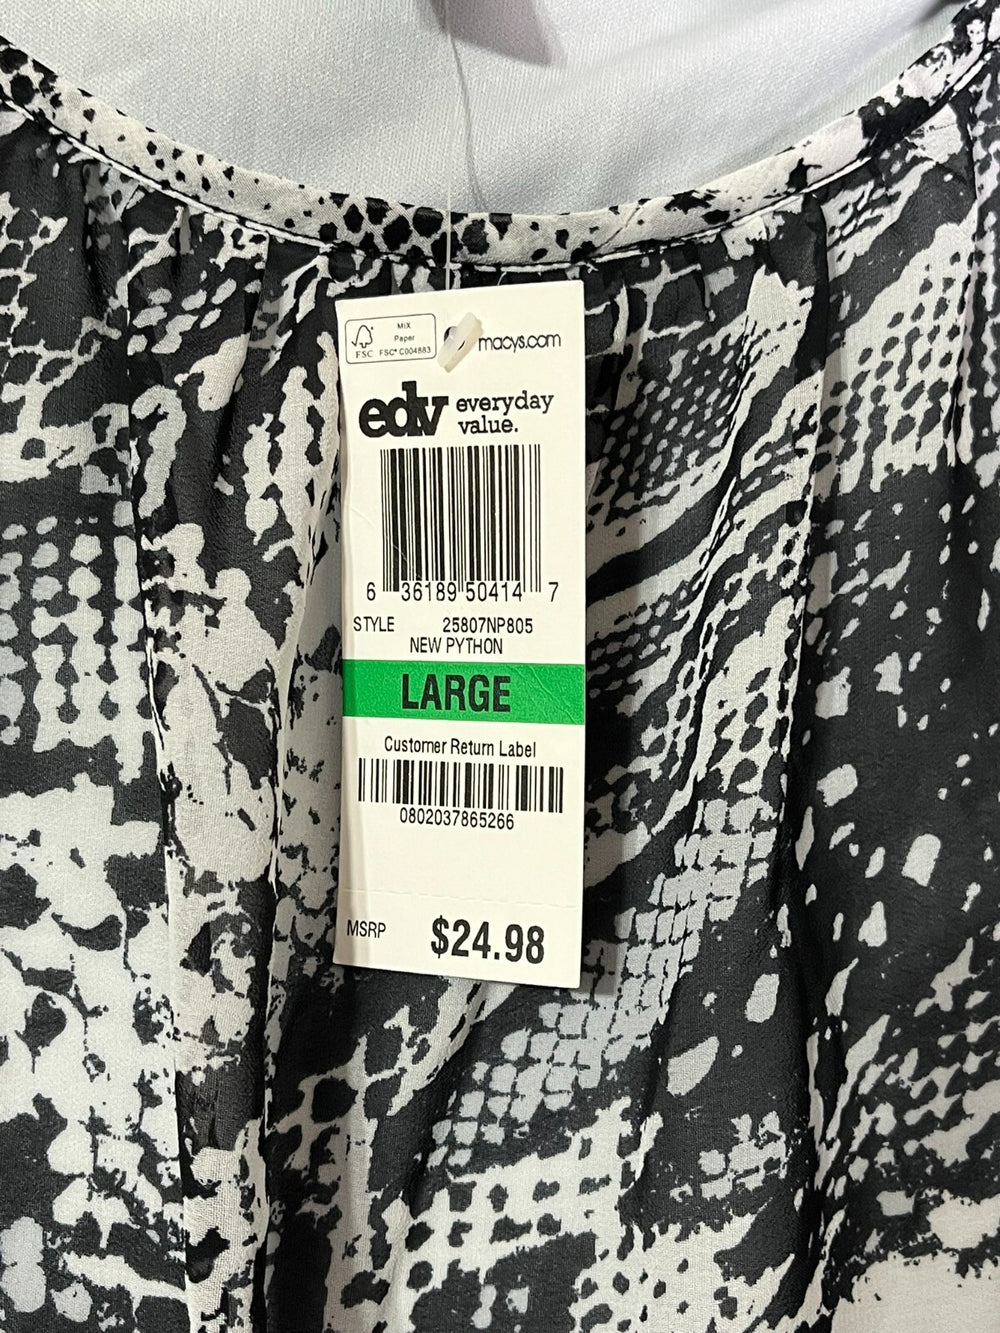 MIX
Paper
FSC
FSC® C004883
macys.com
edv everyday
value.
6 36189 50414 7
STYLE 25807NP805
NEW PYTHON
LARGE
Customer Return Label
0802037865266
MSRP $24.98